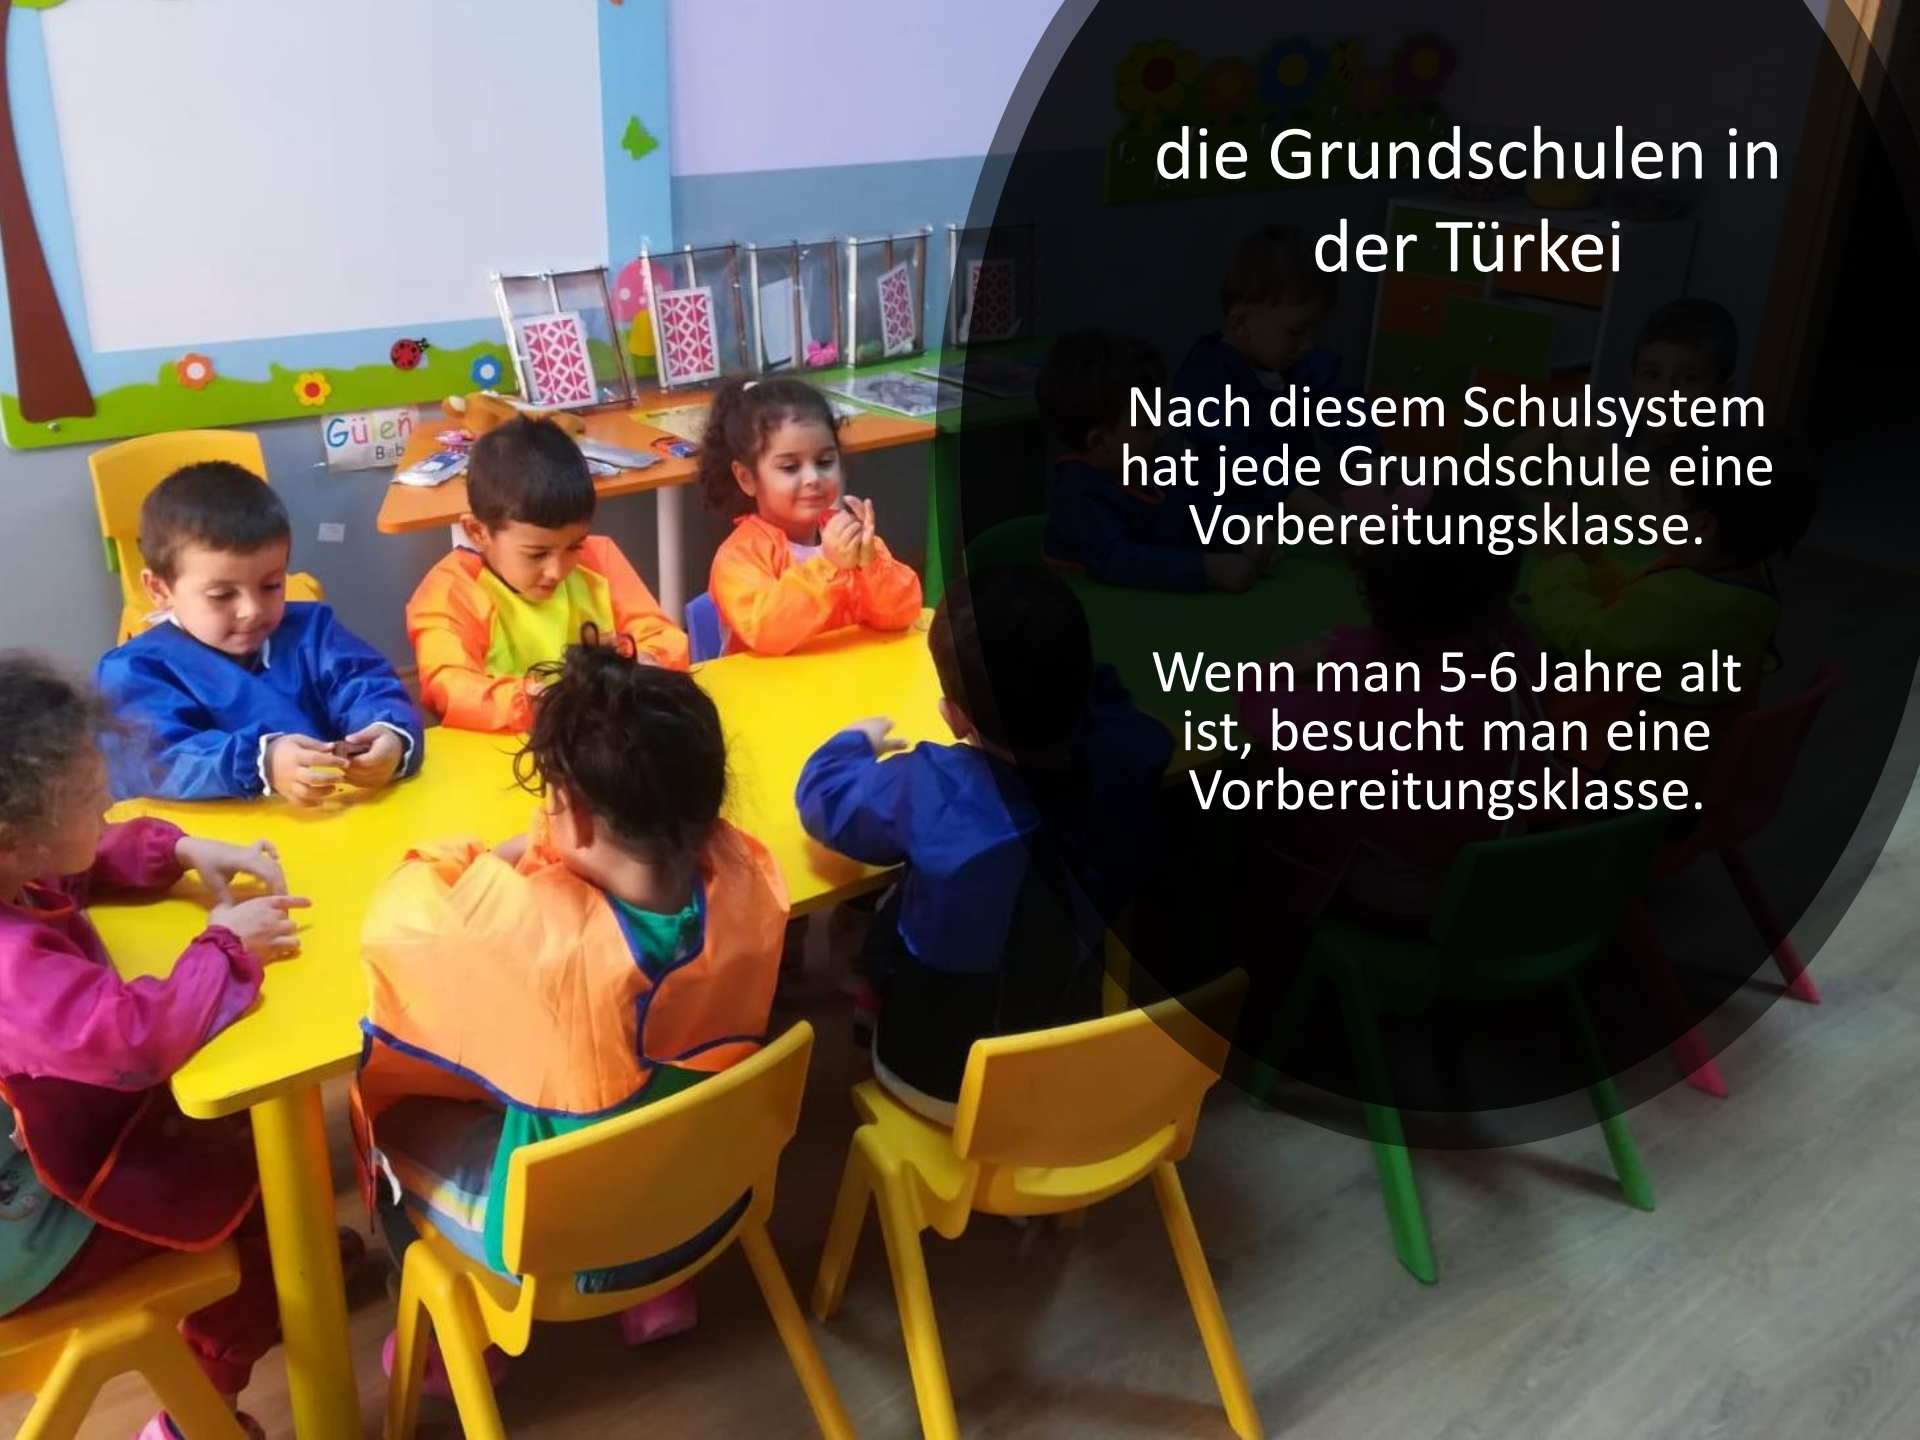 die Grundschulen in
der Türkei
Nach diesem Schulsystem
hat jede Grundschule eine
Vorbereitungsklasse.
Wenn man 5-6 Jahre alt
ist, besucht man eine
Vorbereitungsklasse.